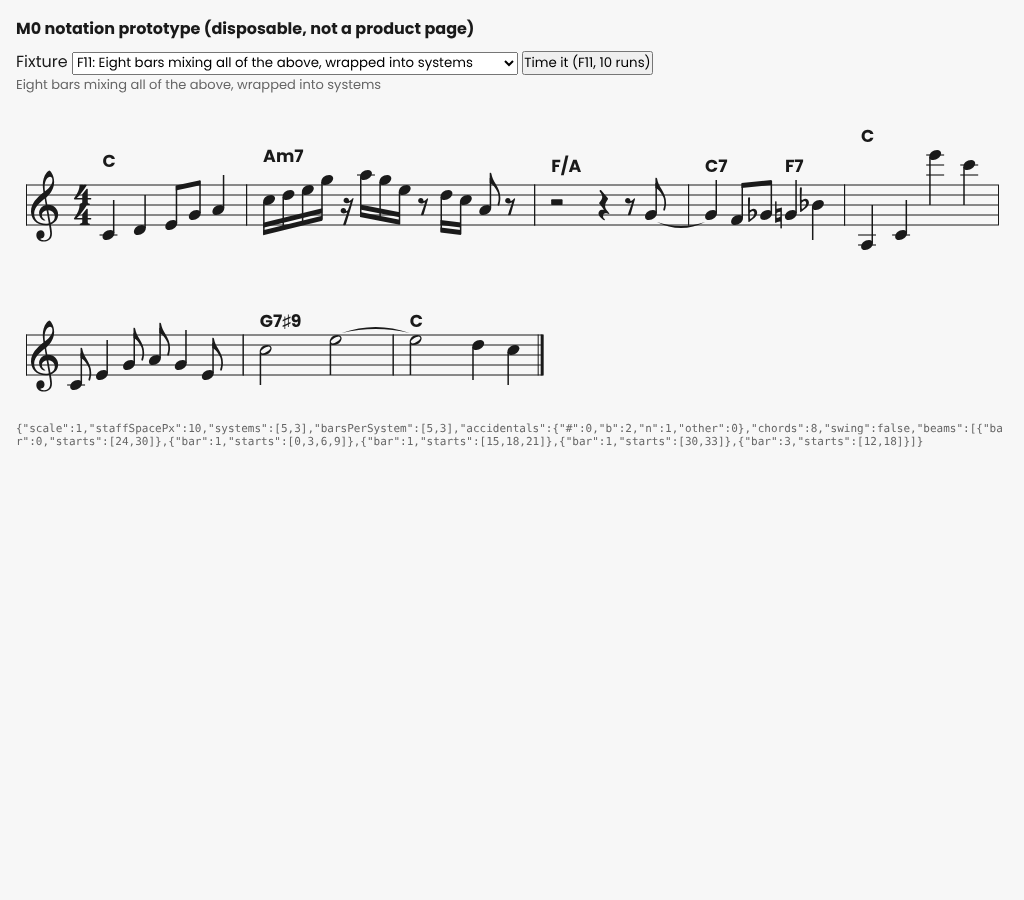 M0 notation prototype (disposable, not a product page)
Fixture F11: Eight bars mixing all of the above, wrapped into systems Time it (F11, 10 runs)
Eight bars mixing all of the above, wrapped into systems
C Am7 F/A C7 F7 C
4
4
G7♯9 C
{"scale":1,"staffSpacePx":10,"systems":[5,3],"barsPerSystem":[5,3],"accidentals":{"#":0,"b":2,"n":1,"other":0},"chords":8,"swing":false,"beams":[{"ba
r":0,"starts":[24,30]},{"bar":1,"starts":[0,3,6,9]},{"bar":1,"starts":[15,18,21]},{"bar":1,"starts":[30,33]},{"bar":3,"starts":[12,18]}]}